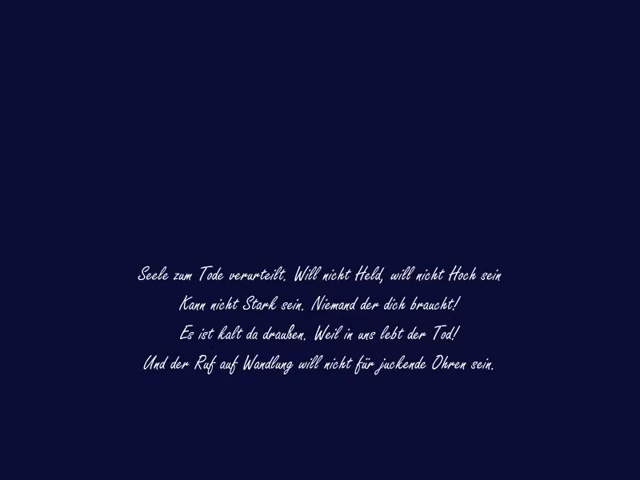 Seele zum Tode verurteilt. Will nicht Held, will nicht Hoch sein
Kann nicht Stark sein. Niemand der dich braucht!
Es ist kalt da draußen. Weil in uns lebt der Tod!
Und der Ruf auf Wandlung will nicht für juckende Ohren sein.